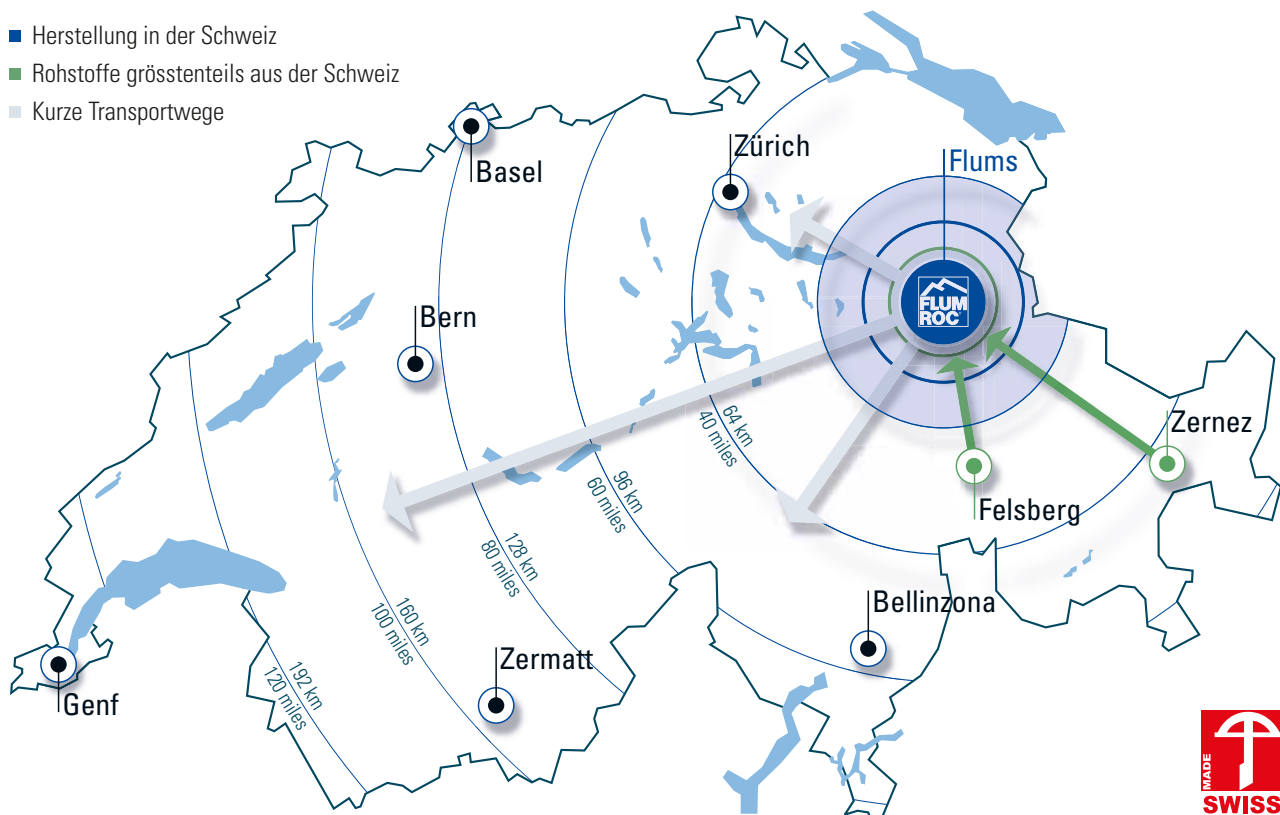 Herstellung in der Schweiz
Rohstoffe grösstenteils aus der Schweiz
Kurze Transportwege
Basel
Zürich
Flums
FLUM
ROC®
Bern
Zernez
Felsberg
64 km
40 miles
96 km
60 miles
128 km
80 miles
160 km
100 miles
192 km
120 miles
Bellinzona
Zermatt
Genf
MADE
SWISS